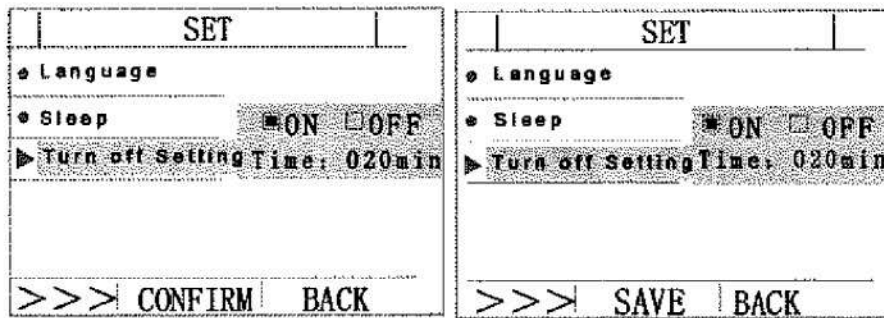 SET
Language
Sleep
ON OFF
Turn off Setting Time: 020min
>>> CONFIRM BACK
SET
Language
Sleep
ON OFF
Turn off Setting Time: 020min
>>> SAVE BACK